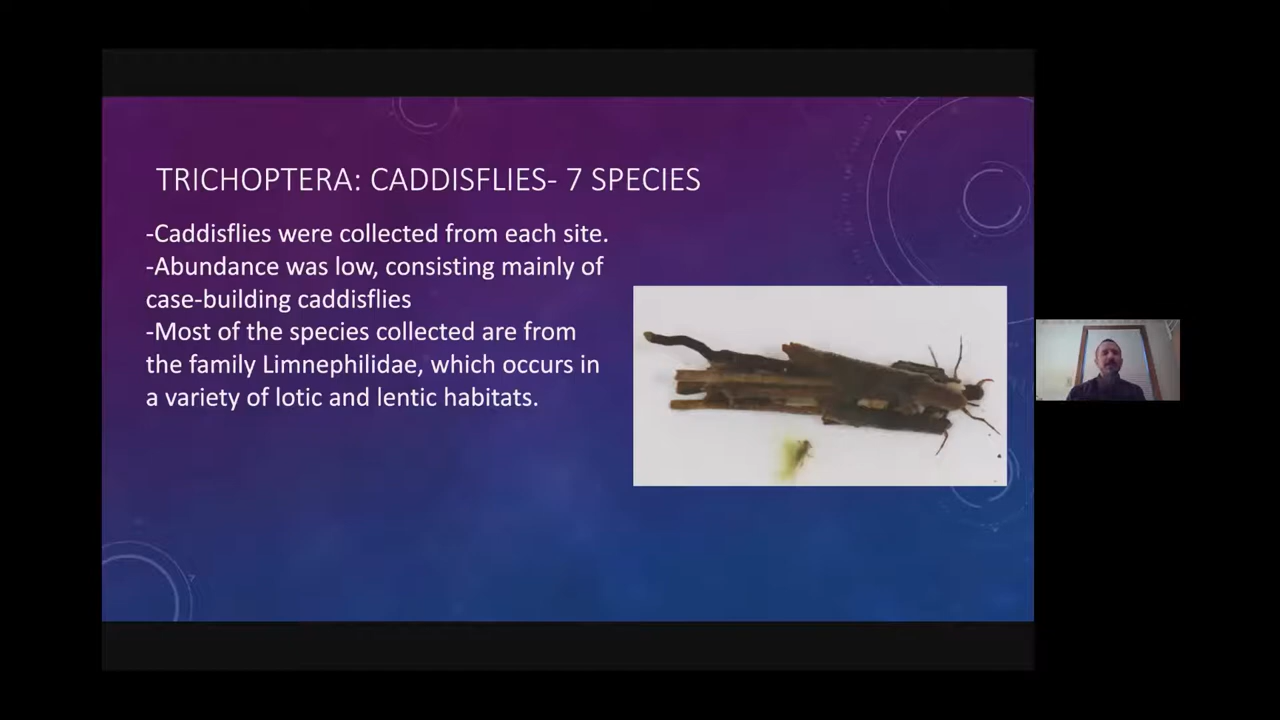 TRICHOPTERA: CADDISFLIES- 7 SPECIES
-Caddisflies were collected from each site.
-Abundance was low, consisting mainly of
case-building caddisflies
-Most of the species collected are from
the family Limnephilidae, which occurs in
a variety of lotic and lentic habitats.